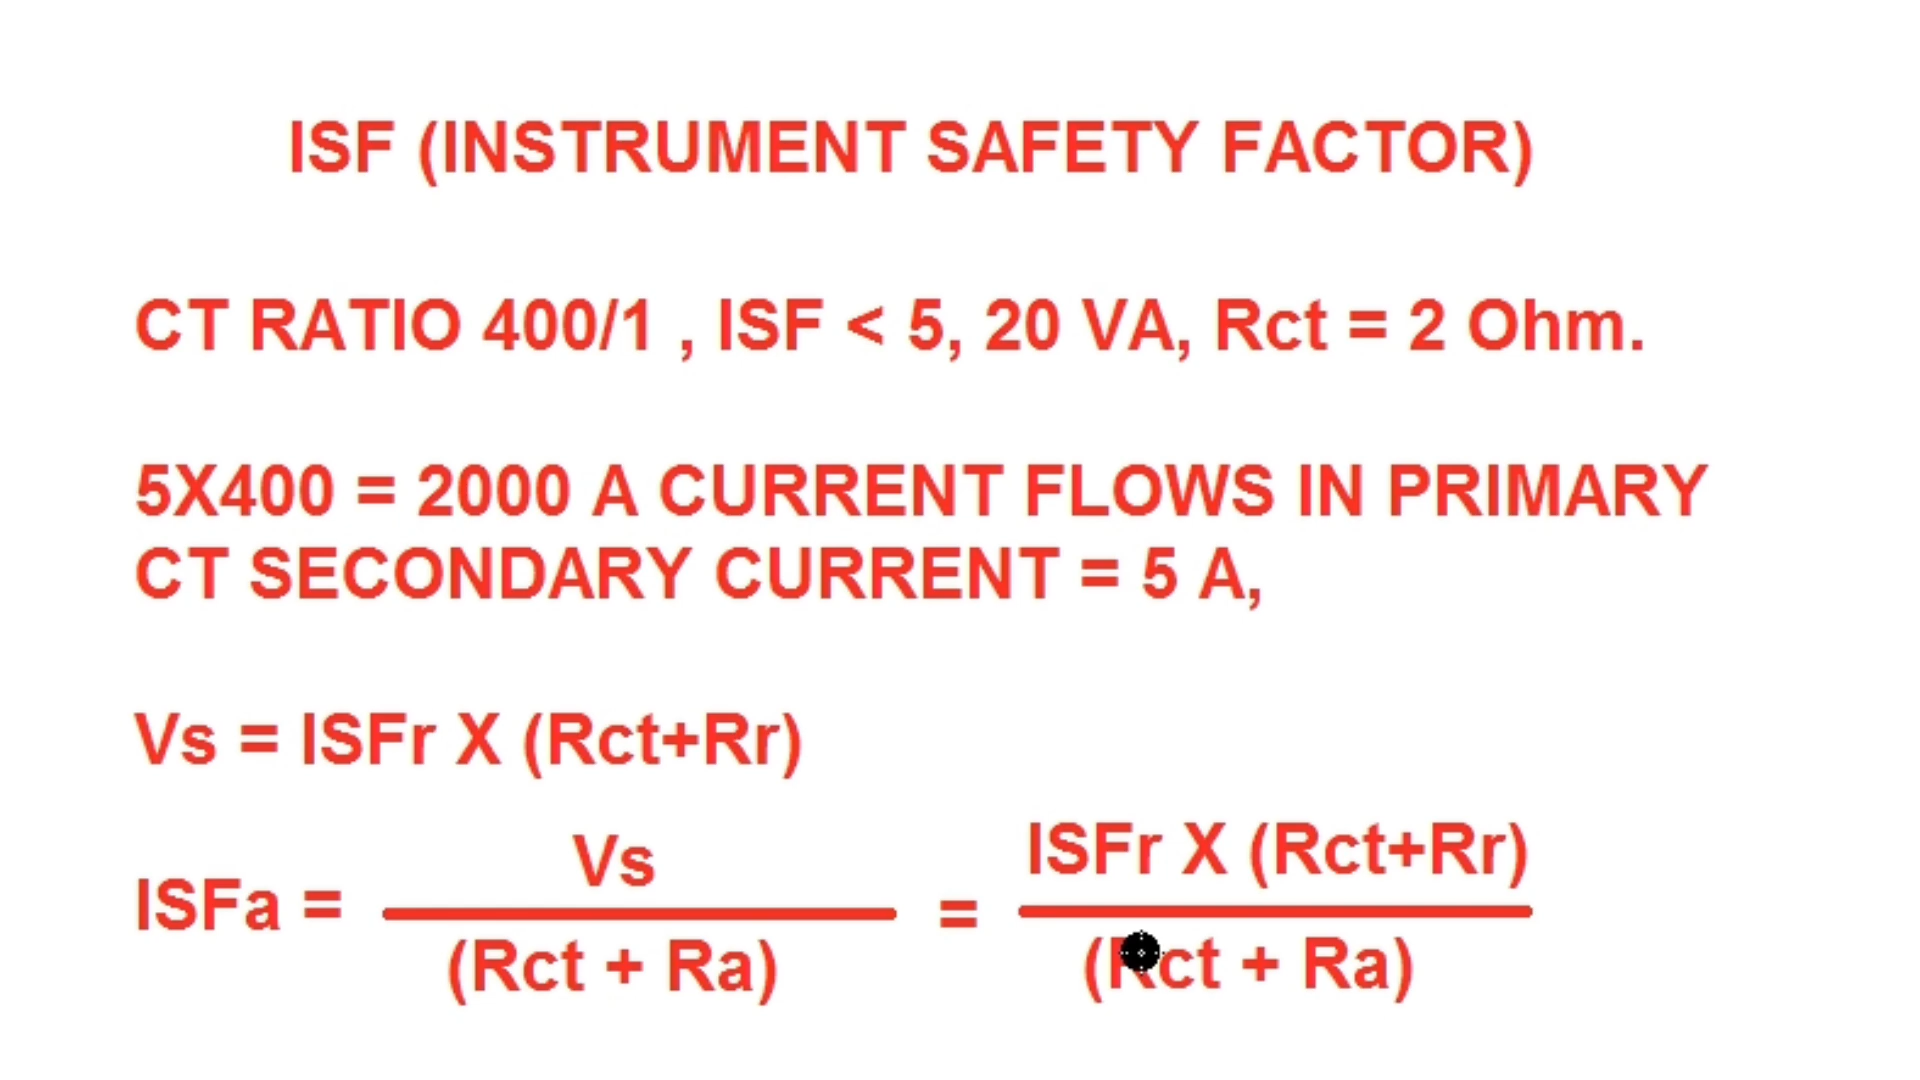 ISF (INSTRUMENT SAFETY FACTOR)
CT RATIO 400/1 , ISF < 5, 20 VA, Rct = 2 Ohm.
5X400 = 2000 A CURRENT FLOWS IN PRIMARY
CT SECONDARY CURRENT = 5 A,
Vs = ISFr X (Rct+Rr)
ISFa = Vs / (Rct + Ra) = ISFr X (Rct+Rr) / (Rct + Ra)